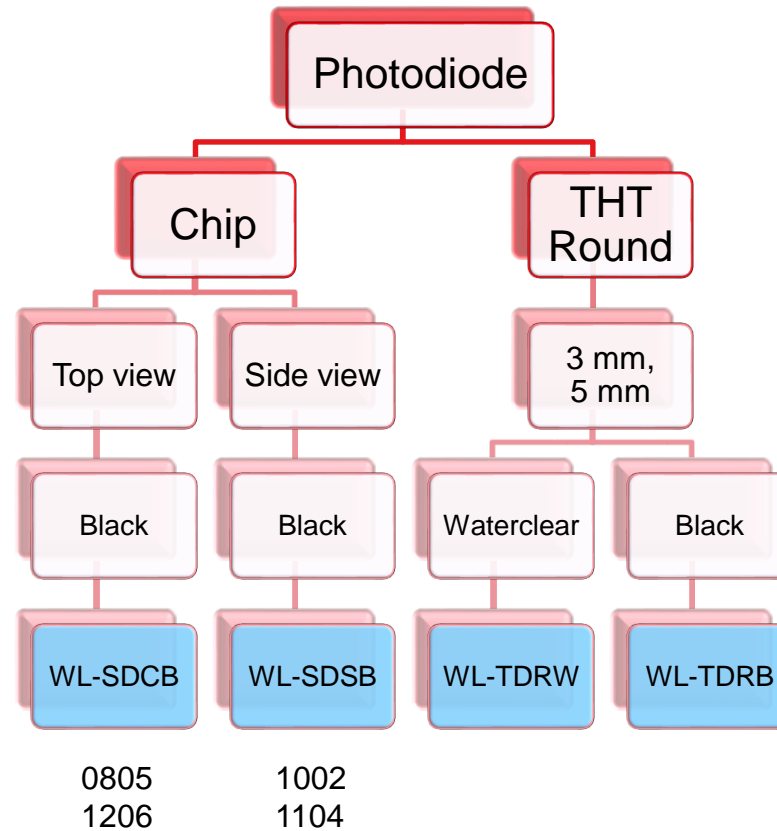 Photodiode
Chip
THT
Round
Top view
Side view
3 mm,
5 mm
Black
Black
Waterclear
Black
WL-SDCB
WL-SDSB
WL-TDRW
WL-TDRB
0805
1002
1206
1104